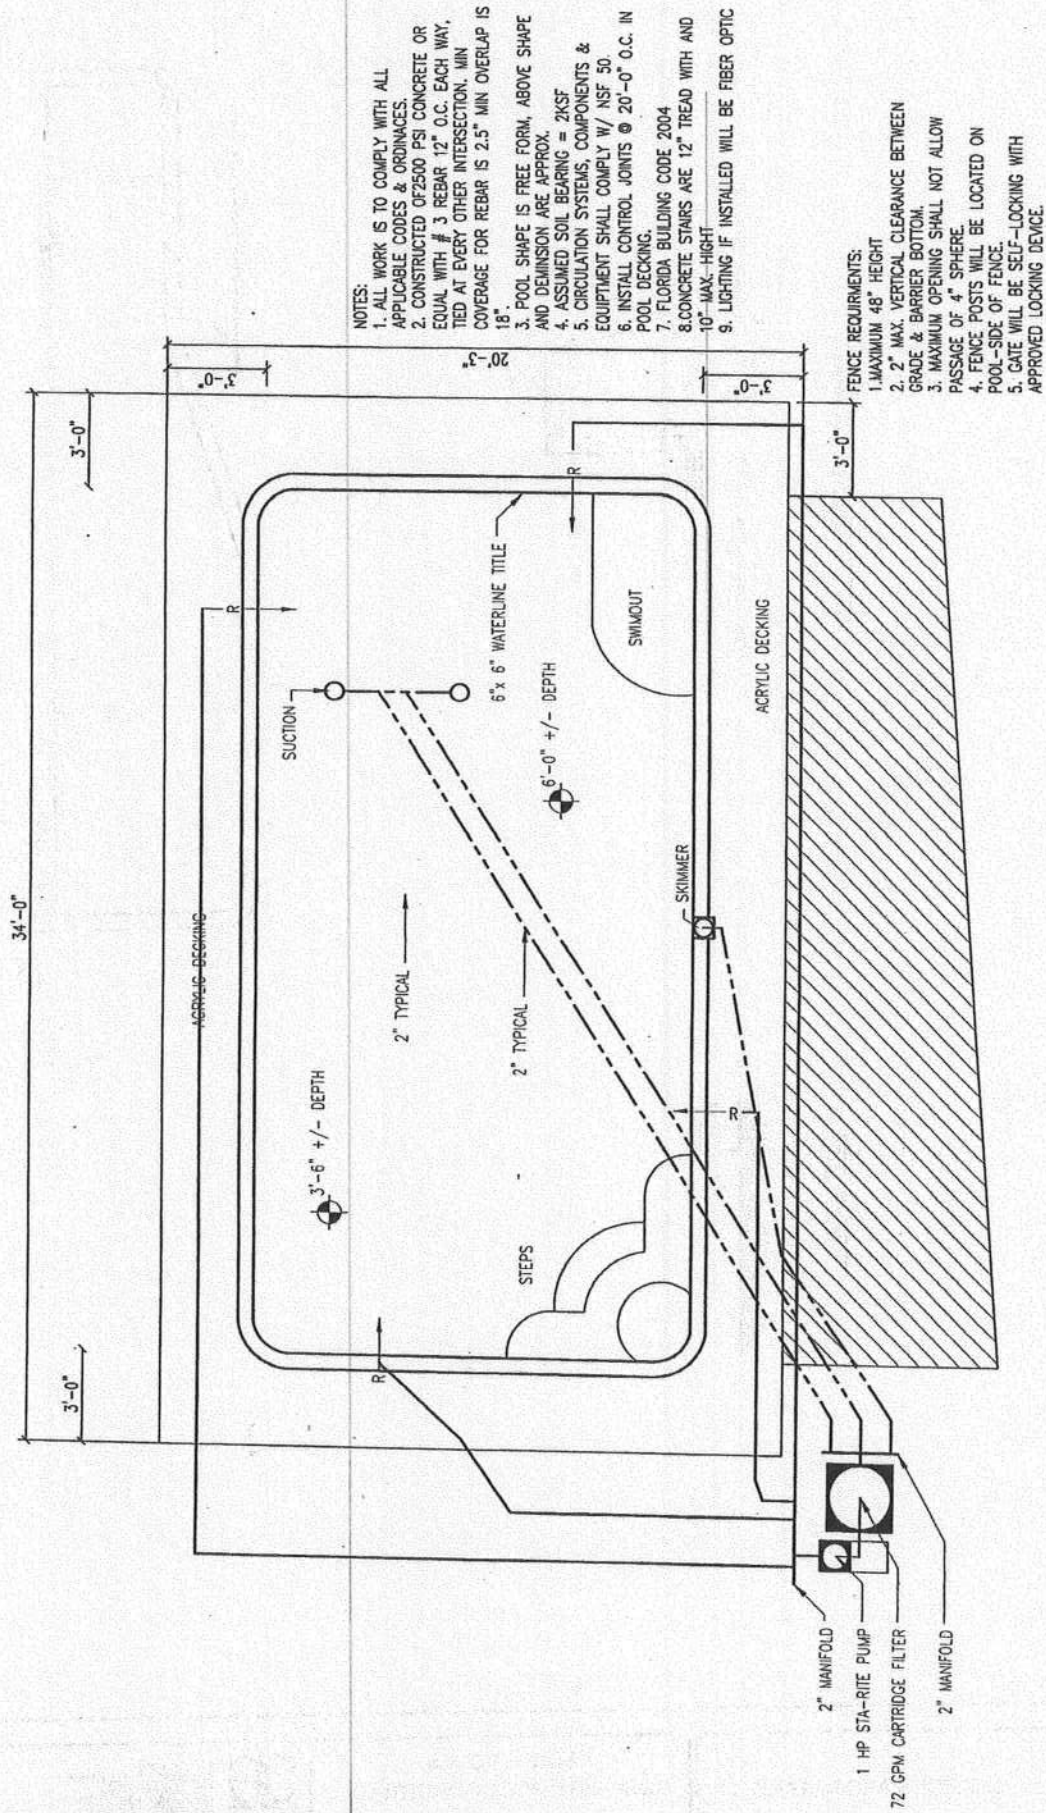 34'-0"
3'-0"
3'-0"
ACRYLIC DECKING
20'-3"
3'-0"
3'-0"
R
SUCTION
3'-6" +/- DEPTH
2" TYPICAL
6"x 6" WATERLINE TITLE
2" TYPICAL
6'-0" +/- DEPTH
R
R
STEPS
SWIMOUT
SKIMMER
R
ACRYLIC DECKING
3'-0"
2" MANIFOLD
1 HP STA-RITE PUMP
72 GPM CARTRIDGE FILTER
2" MANIFOLD
NOTES:
1. ALL WORK IS TO COMPLY WITH ALL
APPLICABLE CODES & ORDINACES.
2. CONSTRUCTED OF2500 PSI CONCRETE OR
EQUAL WITH # 3 REBAR 12" O.C. EACH WAY,
TIED AT EVERY OTHER INTERSECTION. MIN
COVERAGE FOR REBAR IS 2.5" MIN OVERLAP IS
18".
3. POOL SHAPE IS FREE FORM, ABOVE SHAPE
AND DEMINSION ARE APPROX.
4. ASSUMED SOIL BEARING = 2KSF
5. CIRCULATION SYSTEMS, COMPONENTS &
EQUIPTMENT SHALL COMPLY W/ NSF 50.
6. INSTALL CONTROL JOINTS @ 20'-0" O.C. IN
POOL DECKING.
7. FLORIDA BUILDING CODE 2004
8.CONCRETE STAIRS ARE 12" TREAD WITH AND
10" MAX. HIGHT
9. LIGHTING IF INSTALLED WILL BE FIBER OPTIC
FENCE REQUIRMENTS:
1.MAXIMUM 48" HEIGHT
2. 2" MAX. VERTICAL CLEARANCE BETWEEN
GRADE & BARRIER BOTTOM.
3. MAXIMUM OPENING SHALL NOT ALLOW
PASSAGE OF 4" SPHERE.
4. FENCE POSTS WILL BE LOCATED ON
POOL-SIDE OF FENCE.
5. GATE WILL BE SELF-LOCKING WITH
APPROVED LOCKING DEVICE.